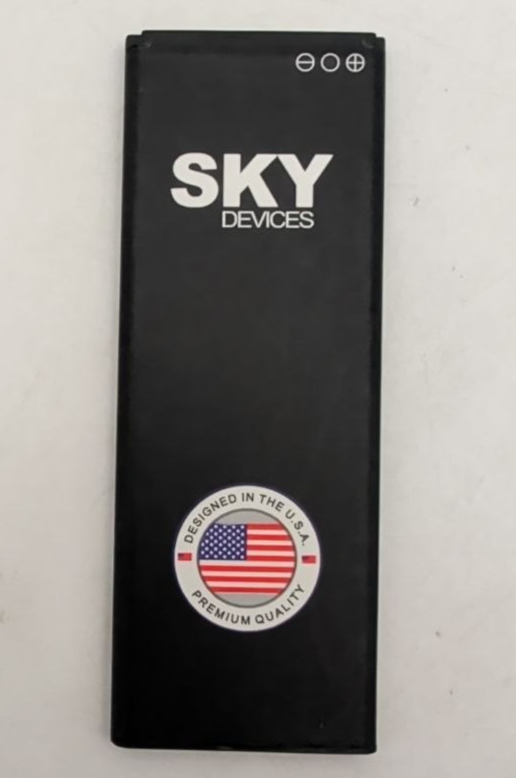 ⊖○⊕
SKY
DEVICES
DESIGNED IN THE U.S.A.
PREMIUM QUALITY